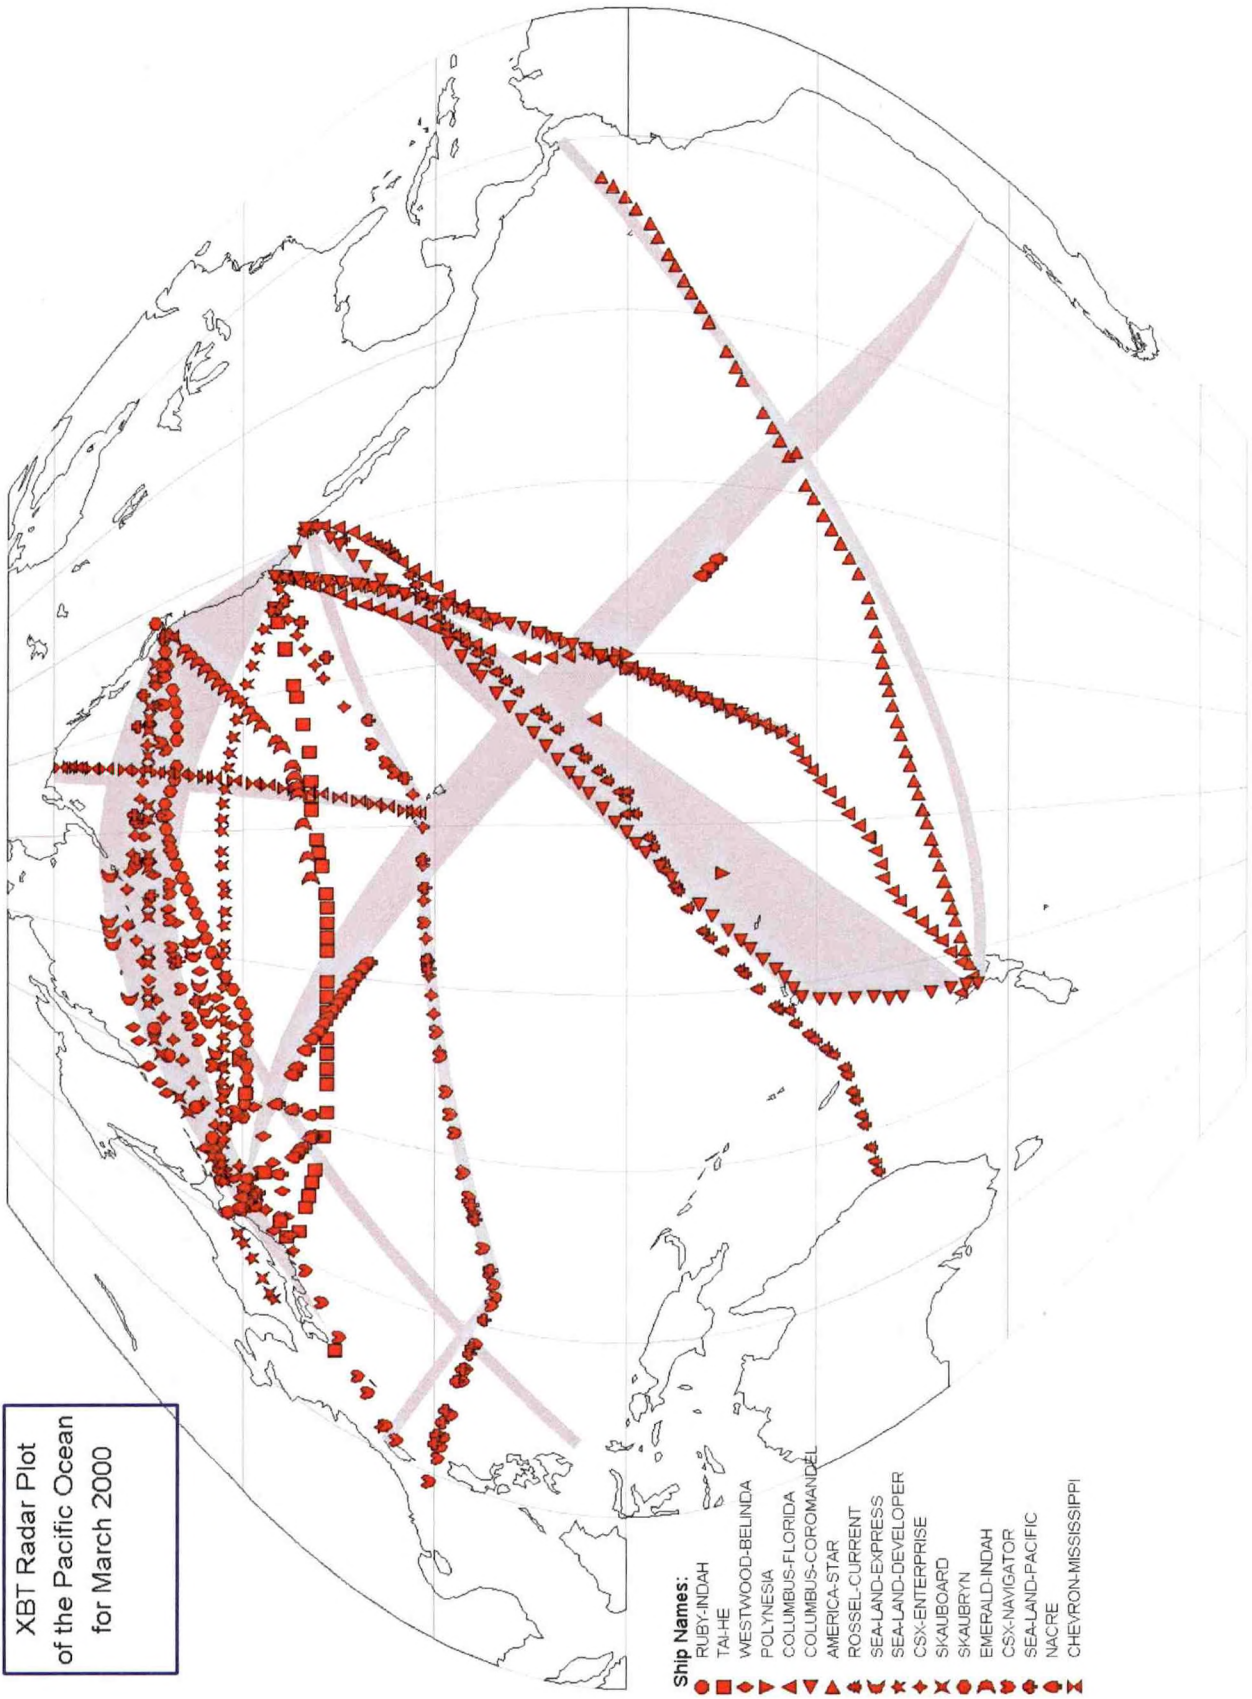 XBT Radar Plot
of the Pacific Ocean
for March 2000
Ship Names:
RUBY-INDAH
TAI-HE
WESTWOOD-BELINDA
POLYNESIA
COLUMBUS-FLORIDA
COLUMBUS-COROMANDEL
AMERICA-STAR
ROSSEL-CURRENT
SEA-LAND-EXPRESS
SEA-LAND-DEVELOPER
CSX-ENTERPRISE
SKAUBOARD
SKAUBRYN
EMERALD-INDAH
CSX-NAVIGATOR
SEA-LAND-PACIFIC
NACRE
CHEVRON-MISSISSIPPI